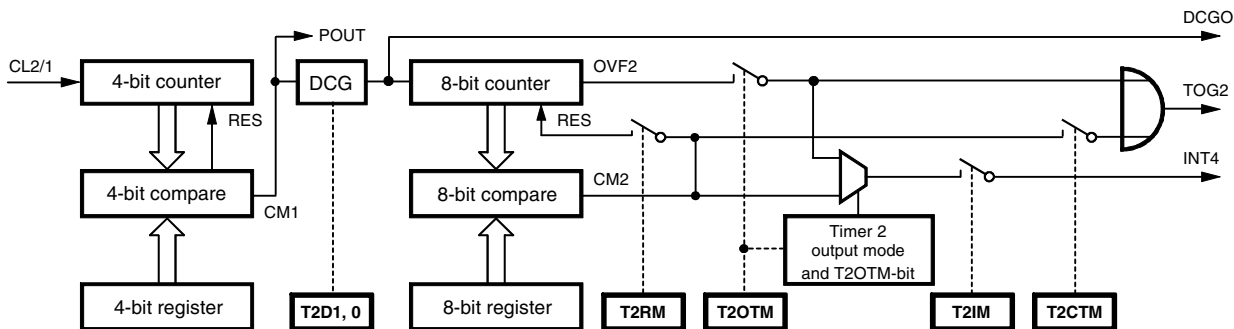 DCGO
POUT
CL2/1
4-bit counter
DCG
8-bit counter
OVF2
TOG2
RES
RES
INT4
4-bit compare
8-bit compare
CM2
CM1
Timer 2
output mode
and T2OTM-bit
4-bit register
T2D1, 0
8-bit register
T2RM
T2OTM
T2IM
T2CTM